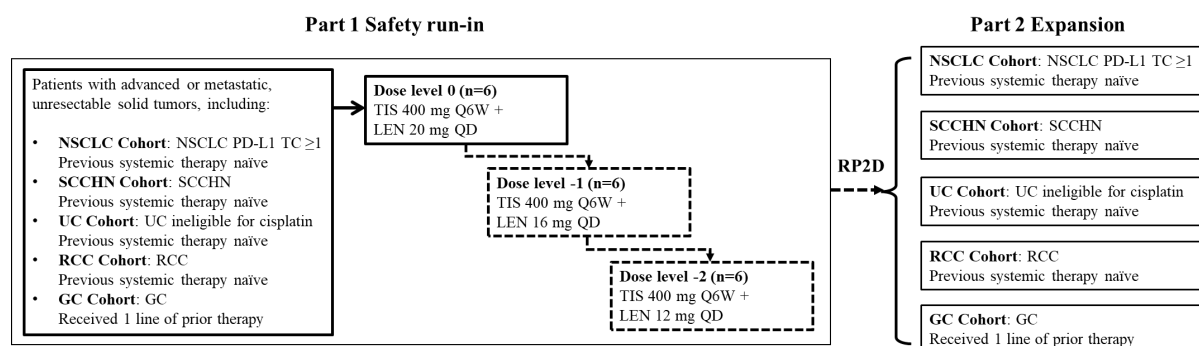 Part 1 Safety run-in
Patients with advanced or metastatic,
unresectable solid tumors, including:
• NSCLC Cohort: NSCLC PD-L1 TC ≥1
Previous systemic therapy naïve
• SCCHN Cohort: SCCHN
Previous systemic therapy naïve
• UC Cohort: UC ineligible for cisplatin
Previous systemic therapy naïve
• RCC Cohort: RCC
Previous systemic therapy naïve
• GC Cohort: GC
Received 1 line of prior therapy
Dose level 0 (n=6)
TIS 400 mg Q6W +
LEN 20 mg QD
Dose level -1 (n=6)
TIS 400 mg Q6W +
LEN 16 mg QD
Dose level -2 (n=6)
TIS 400 mg Q6W +
LEN 12 mg QD
RP2D
Part 2 Expansion
NSCLC Cohort: NSCLC PD-L1 TC ≥1
Previous systemic therapy naïve
SCCHN Cohort: SCCHN
Previous systemic therapy naïve
UC Cohort: UC ineligible for cisplatin
Previous systemic therapy naïve
RCC Cohort: RCC
Previous systemic therapy naïve
GC Cohort: GC
Received 1 line of prior therapy